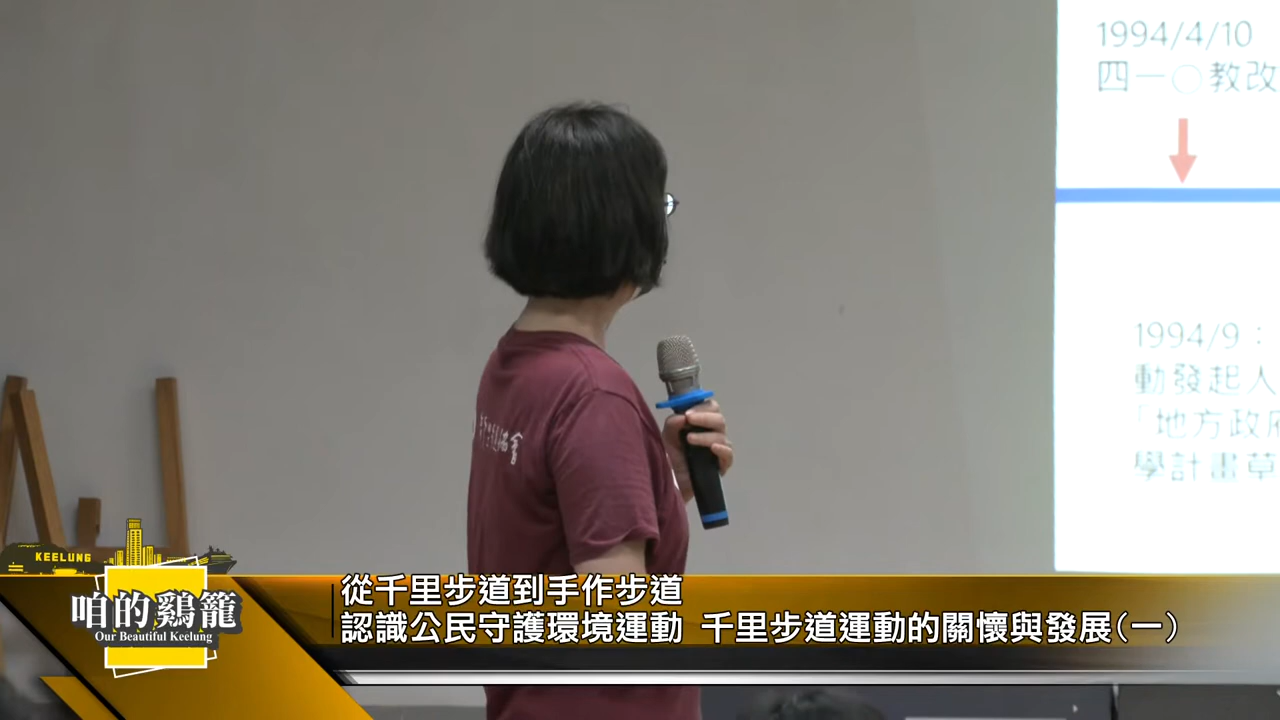 1994/4/10
四一〇教改
1994/9：
動發起人
「地方政府
學計畫草
會
KEELUNG
咱的鷄籠
Our Beautiful Keelung
從千里步道到手作步道
認識公民守護環境運動 千里步道運動的關懷與發展(一)